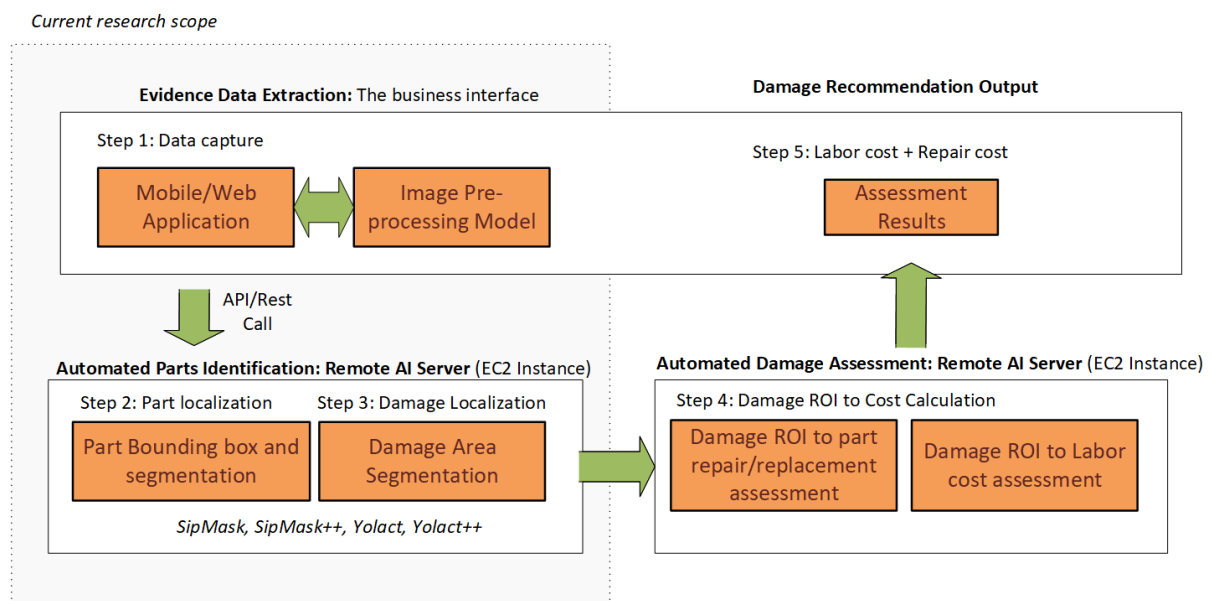 Current research scope
Evidence Data Extraction: The business interface
Damage Recommendation Output
Step 1: Data capture
Mobile/Web
Application
Image Pre-
processing Model
Step 5: Labor cost + Repair cost
Assessment
Results
API/Rest
Call
Automated Parts Identification: Remote AI Server (EC2 Instance)
Step 2: Part localization
Step 3: Damage Localization
Part Bounding box and
segmentation
Damage Area
Segmentation
SipMask, SipMask++, Yolact, Yolact++
Automated Damage Assessment: Remote AI Server (EC2 Instance)
Step 4: Damage ROI to Cost Calculation
Damage ROI to part
repair/replacement
assessment
Damage ROI to Labor
cost assessment